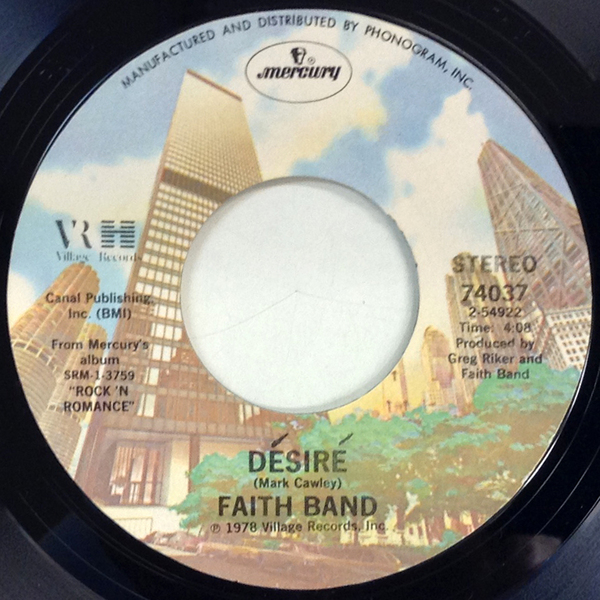 MANUFACTURED AND DISTRIBUTED BY PHONOGRAM, INC.
mercury®
VR
Village Records
Canal Publishing,
Inc. (BMI)
From Mercury's
album
SRM-1-3759
"ROCK 'N
ROMANCE"
STEREO
74037
2-54922
Time: 4:08
Produced by
Greg Riker and
Faith Band
DÉSIRÉ
(Mark Cawley)
FAITH BAND
℗ 1978 Village Records, Inc.